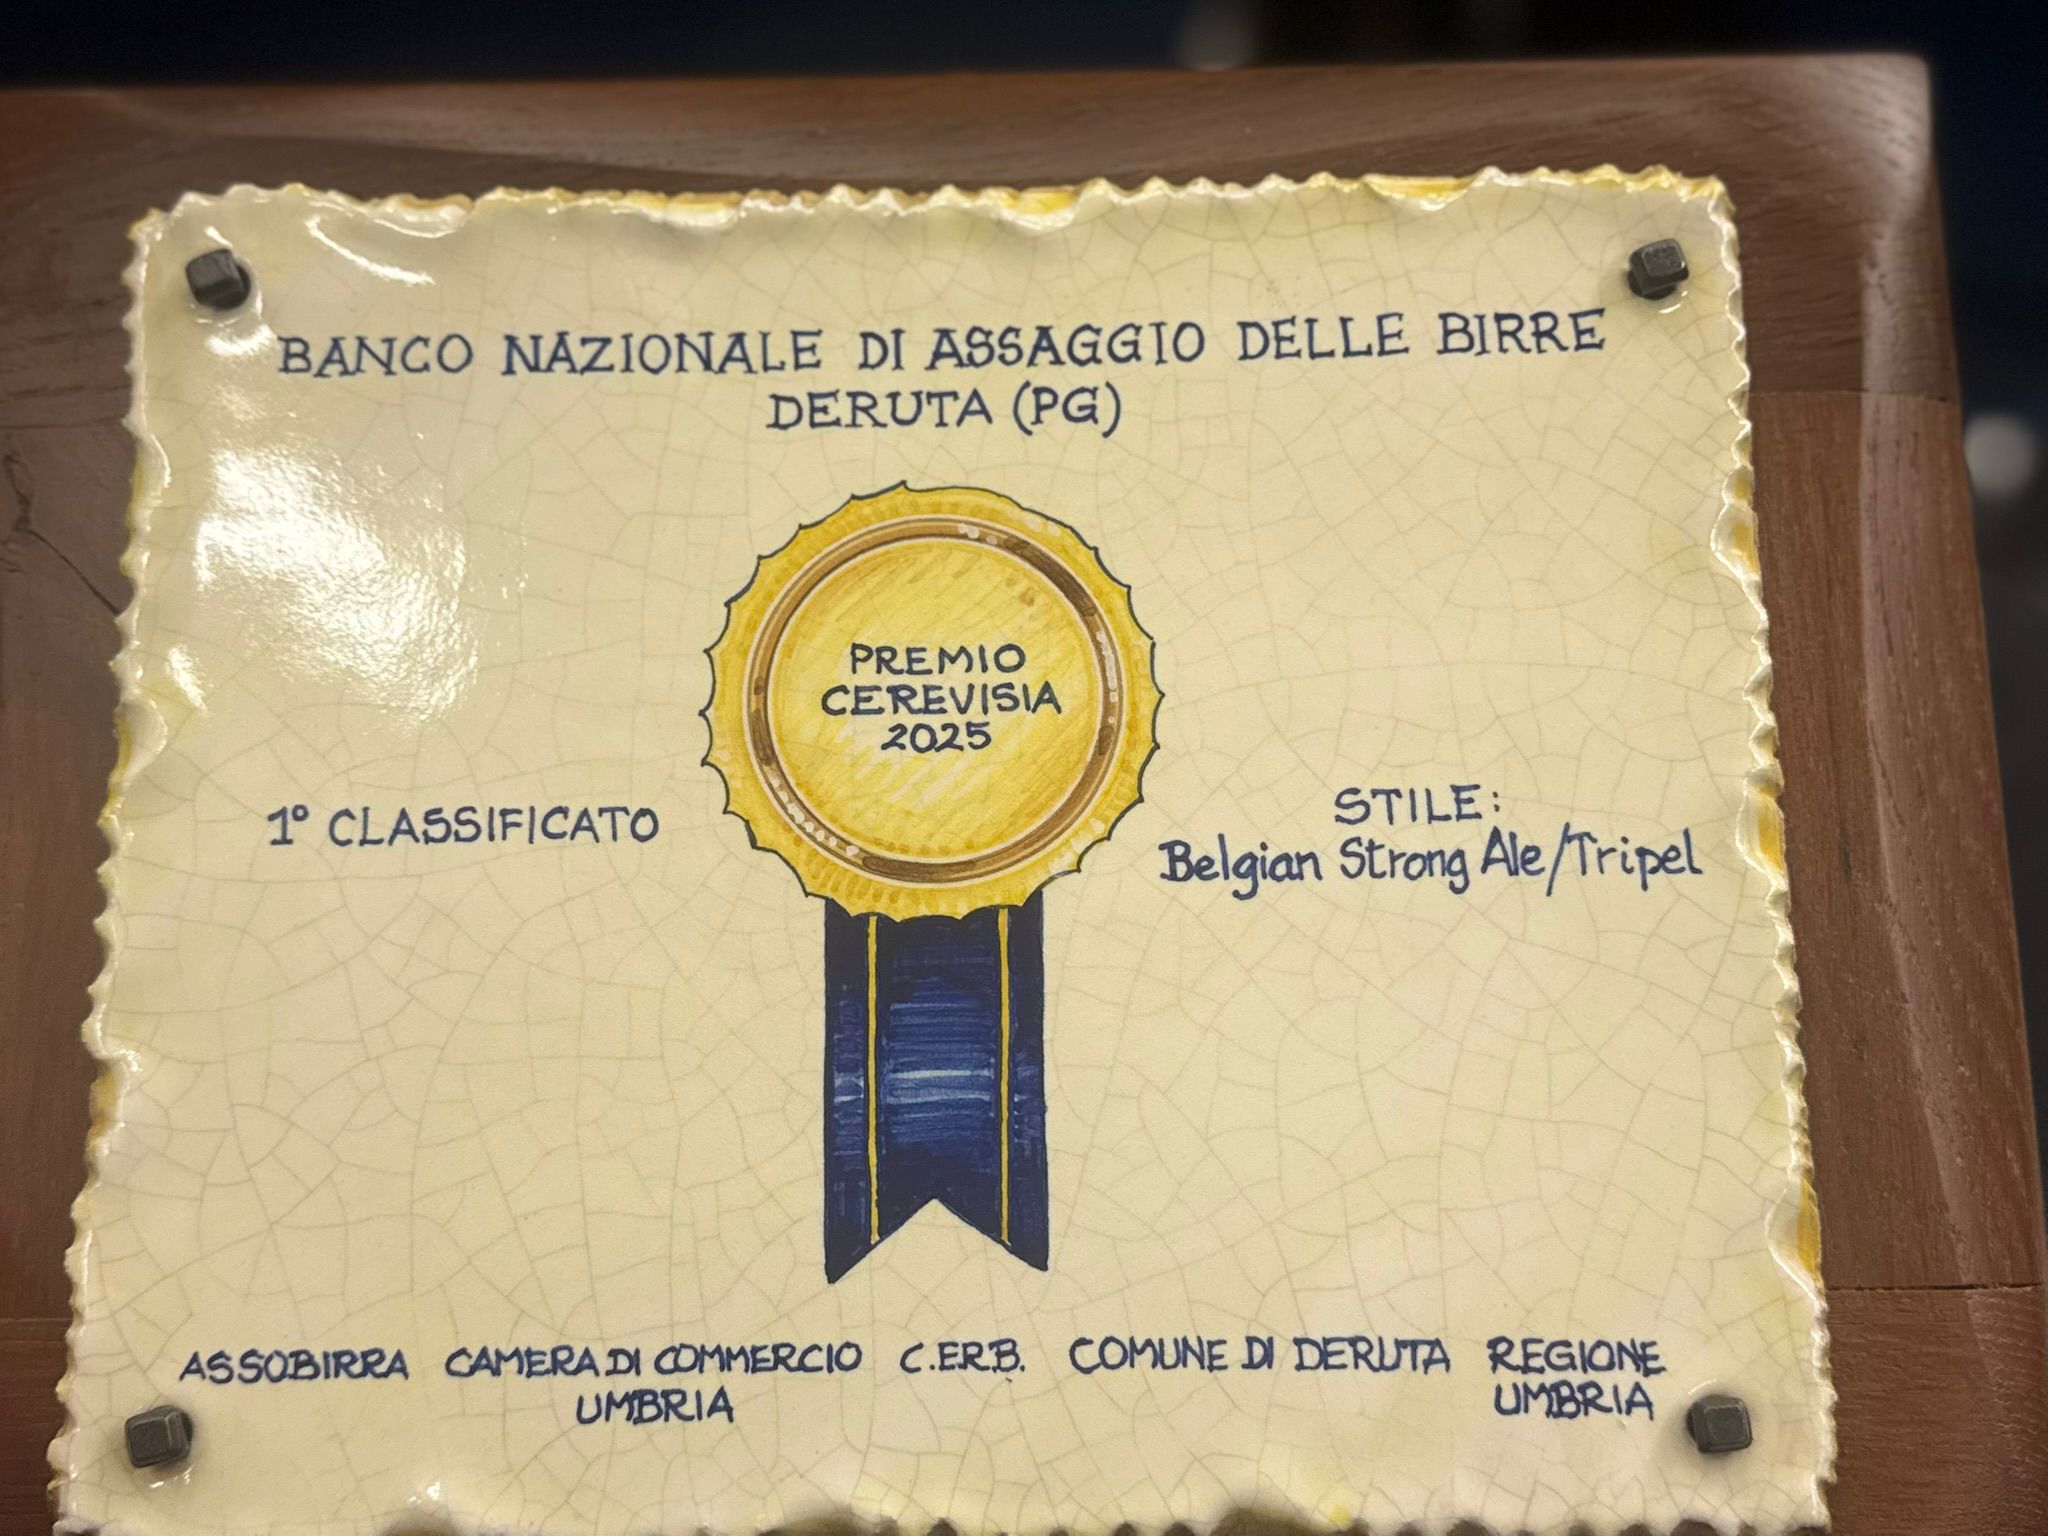 BANCO NAZIONALE DI ASSAGGIO DELLE BIRRE
DERUTA (PG)
PREMIO
CEREVISIA
2025
1° CLASSIFICATO
STILE:
Belgian Strong Ale/Tripel
ASSOBIRRA
CAMERA DI COMMERCIO
UMBRIA
C.ER.B.
COMUNE DI DERUTA
REGIONE
UMBRIA